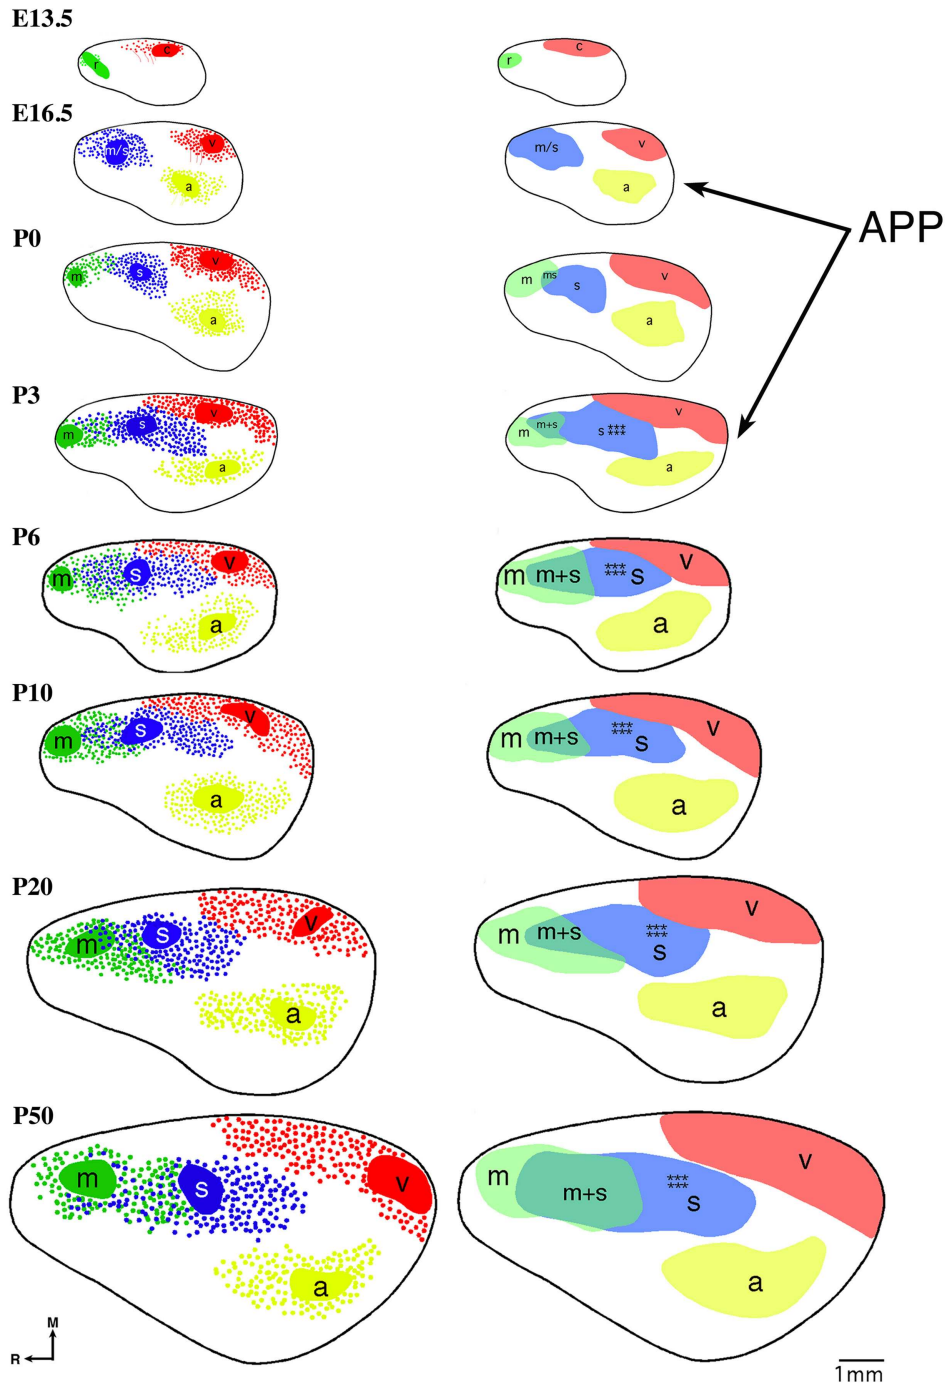 E13.5
r c
r c
E16.5
m/s v
a
m/s v
a
APP
P0
m s v
a
m ms s v
a
P3
m s v
a
m m+s s *** *** v
a
P6
m s v
a
m m+s *** *** s v
a
P10
m s v
a
m m+s *** *** s v
a
P20
m s v
a
m m+s *** *** s v
a
P50
m s v
a
m m+s *** *** s v
a
M
R
1mm